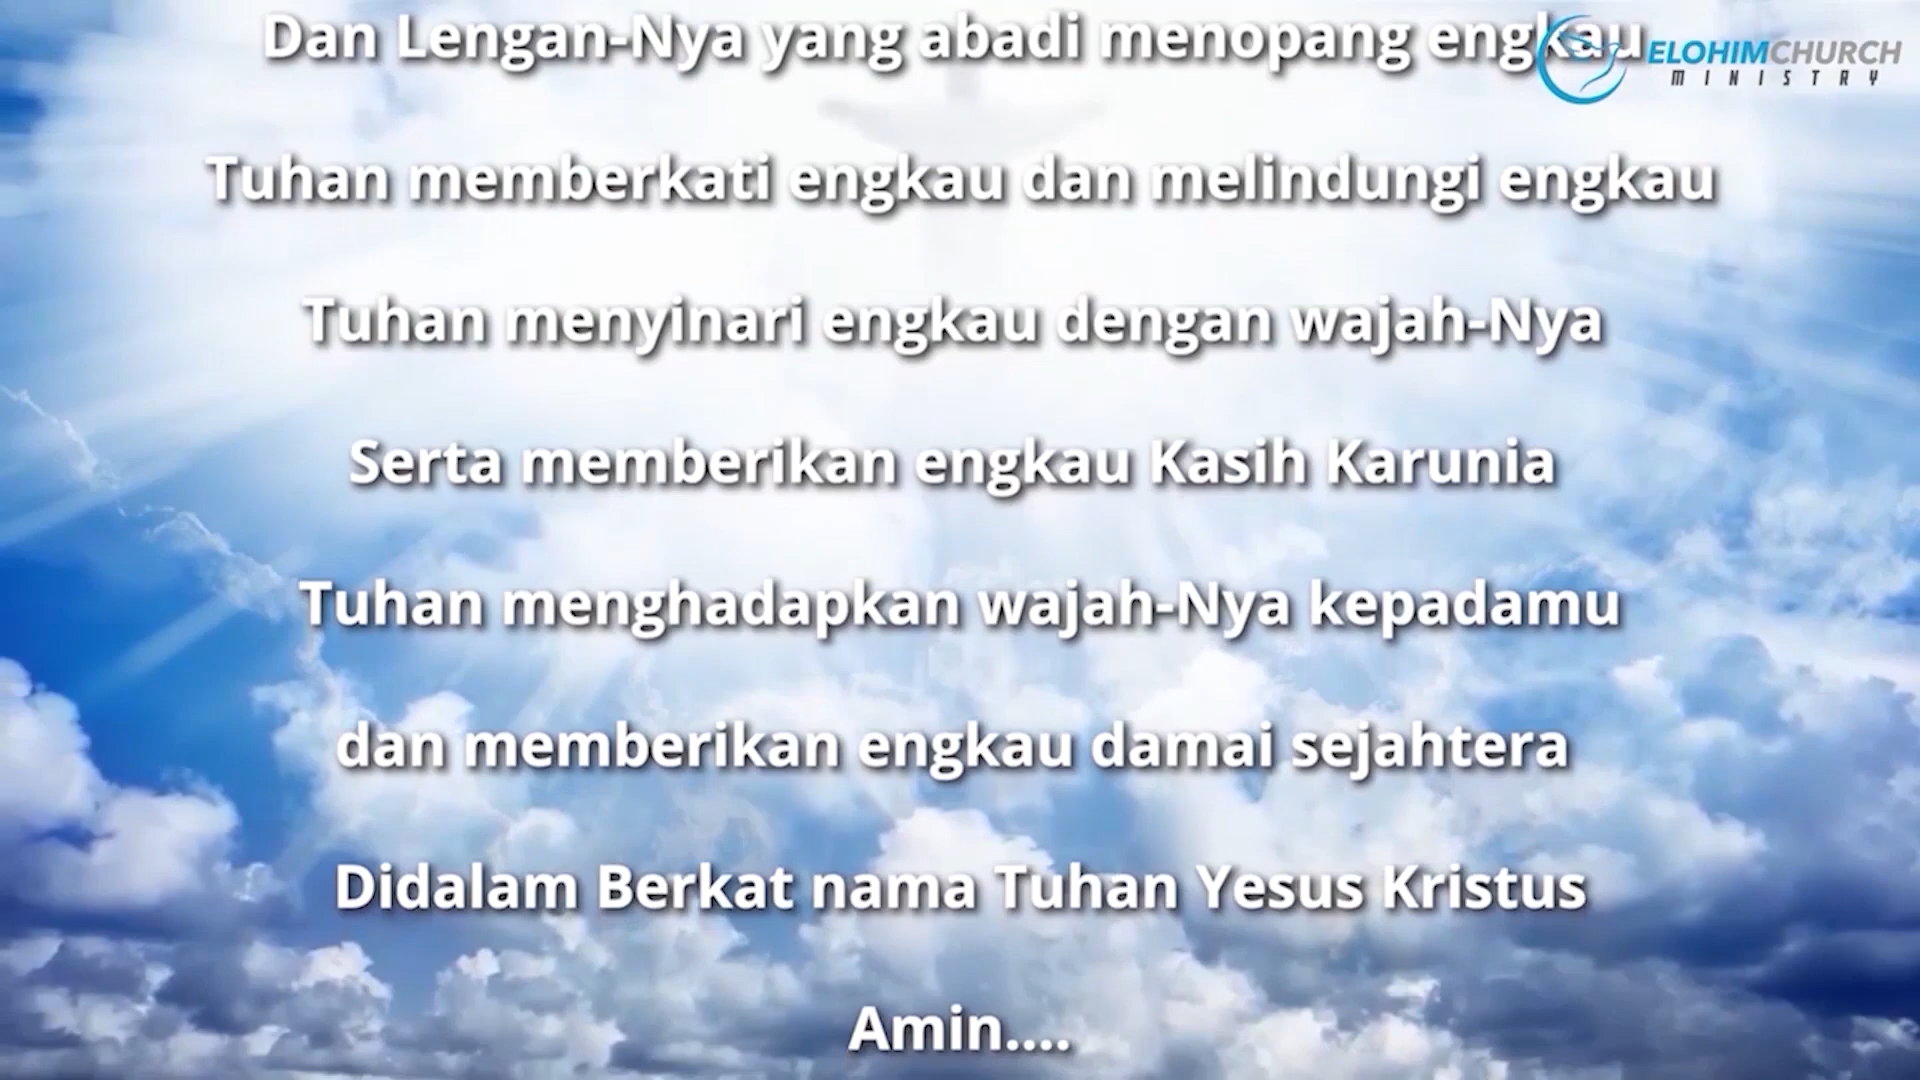 Dan Lengan-Nya yang abadi menopang engkau
ELOHIMCHURCH
MINISTRY
Tuhan memberkati engkau dan melindungi engkau
Tuhan menyinari engkau dengan wajah-Nya
Serta memberikan engkau Kasih Karunia
Tuhan menghadapkan wajah-Nya kepadamu
dan memberikan engkau damai sejahtera
Didalam Berkat nama Tuhan Yesus Kristus
Amin....